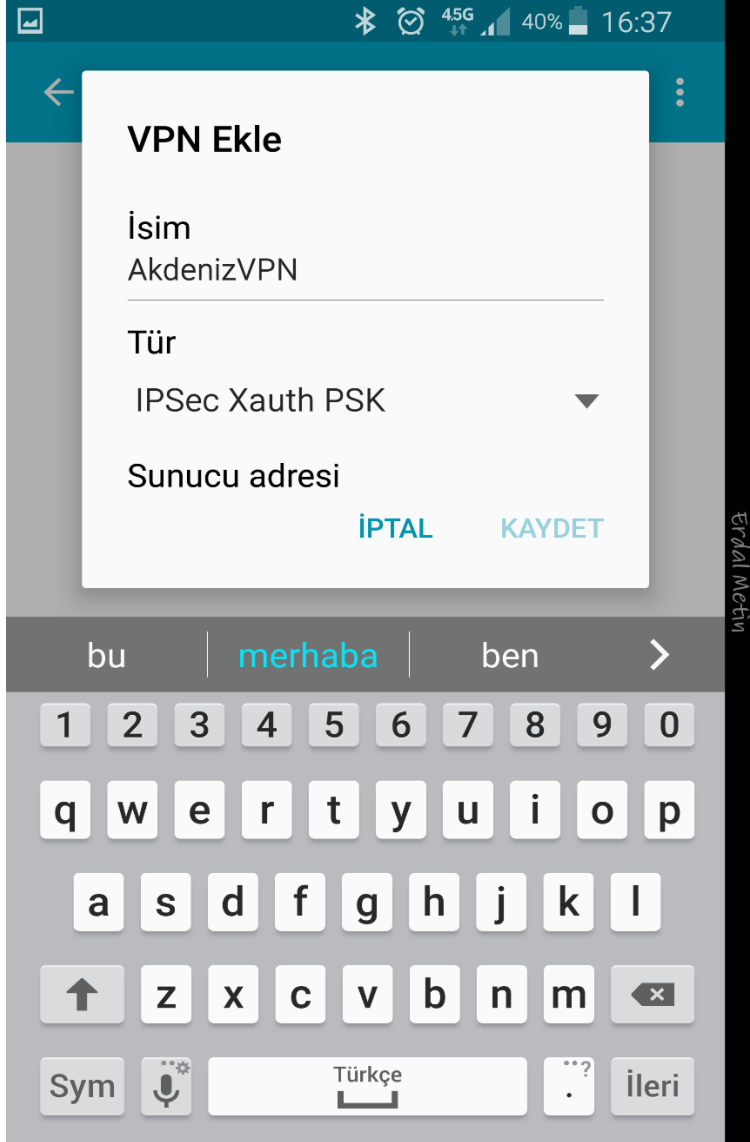 4.5G 40% 16:37
VPN Ekle
İsim
AkdenizVPN
Tür
IPSec Xauth PSK
Sunucu adresi
İPTAL KAYDET
bu merhaba ben
1 2 3 4 5 6 7 8 9 0
q w e r t y u i o p
a s d f g h j k l
z x c v b n m
Sym Türkçe . ? İleri
Erdal Metin